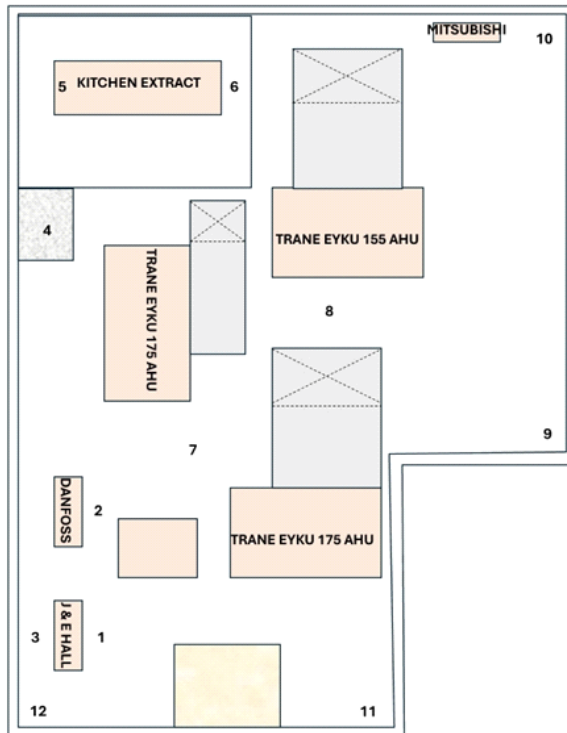 MITSUBISHI
10
5
KITCHEN EXTRACT
6
4
TRANE EYKU 155 AHU
TRANE EYKU 175 AHU
8
9
7
DANFOSS
2
TRANE EYKU 175 AHU
J & E HALL
3
1
12
11